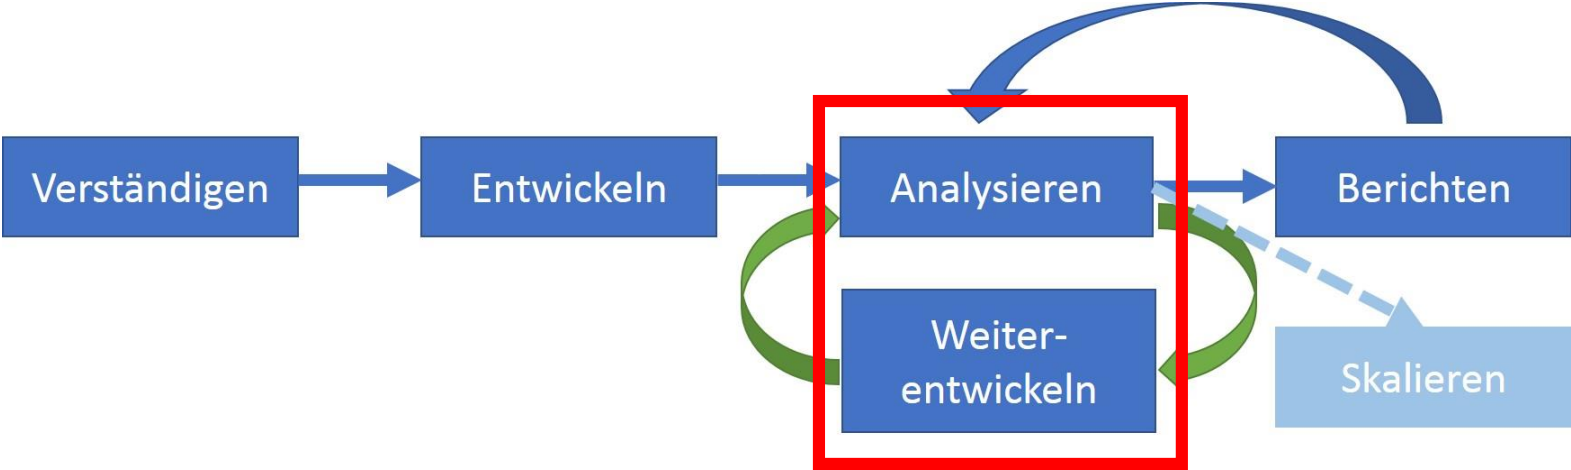 Verständigen
Entwickeln
Analysieren
Berichten
Weiter-
entwickeln
Skalieren